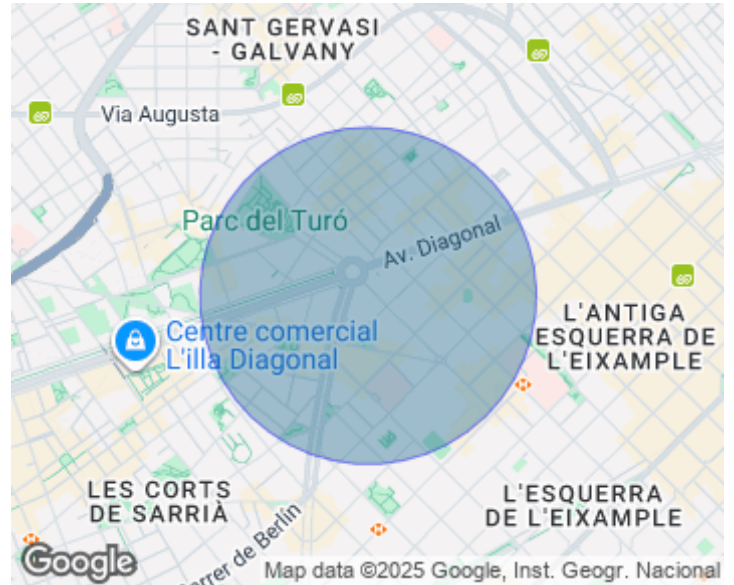 SANT GERVASI
- GALVANY
Via Augusta
Parc del Turó
Av. Diagonal
Centre comercial
L'illa Diagonal
L'ANTIGA
ESQUERRA DE
L'EIXAMPLE
LES CORTS
DE SARRIÀ
L'ESQUERRA
DE L'EIXAMPLE
Carrer de Berlín
Google
Map data ©2025 Google, Inst. Geogr. Nacional